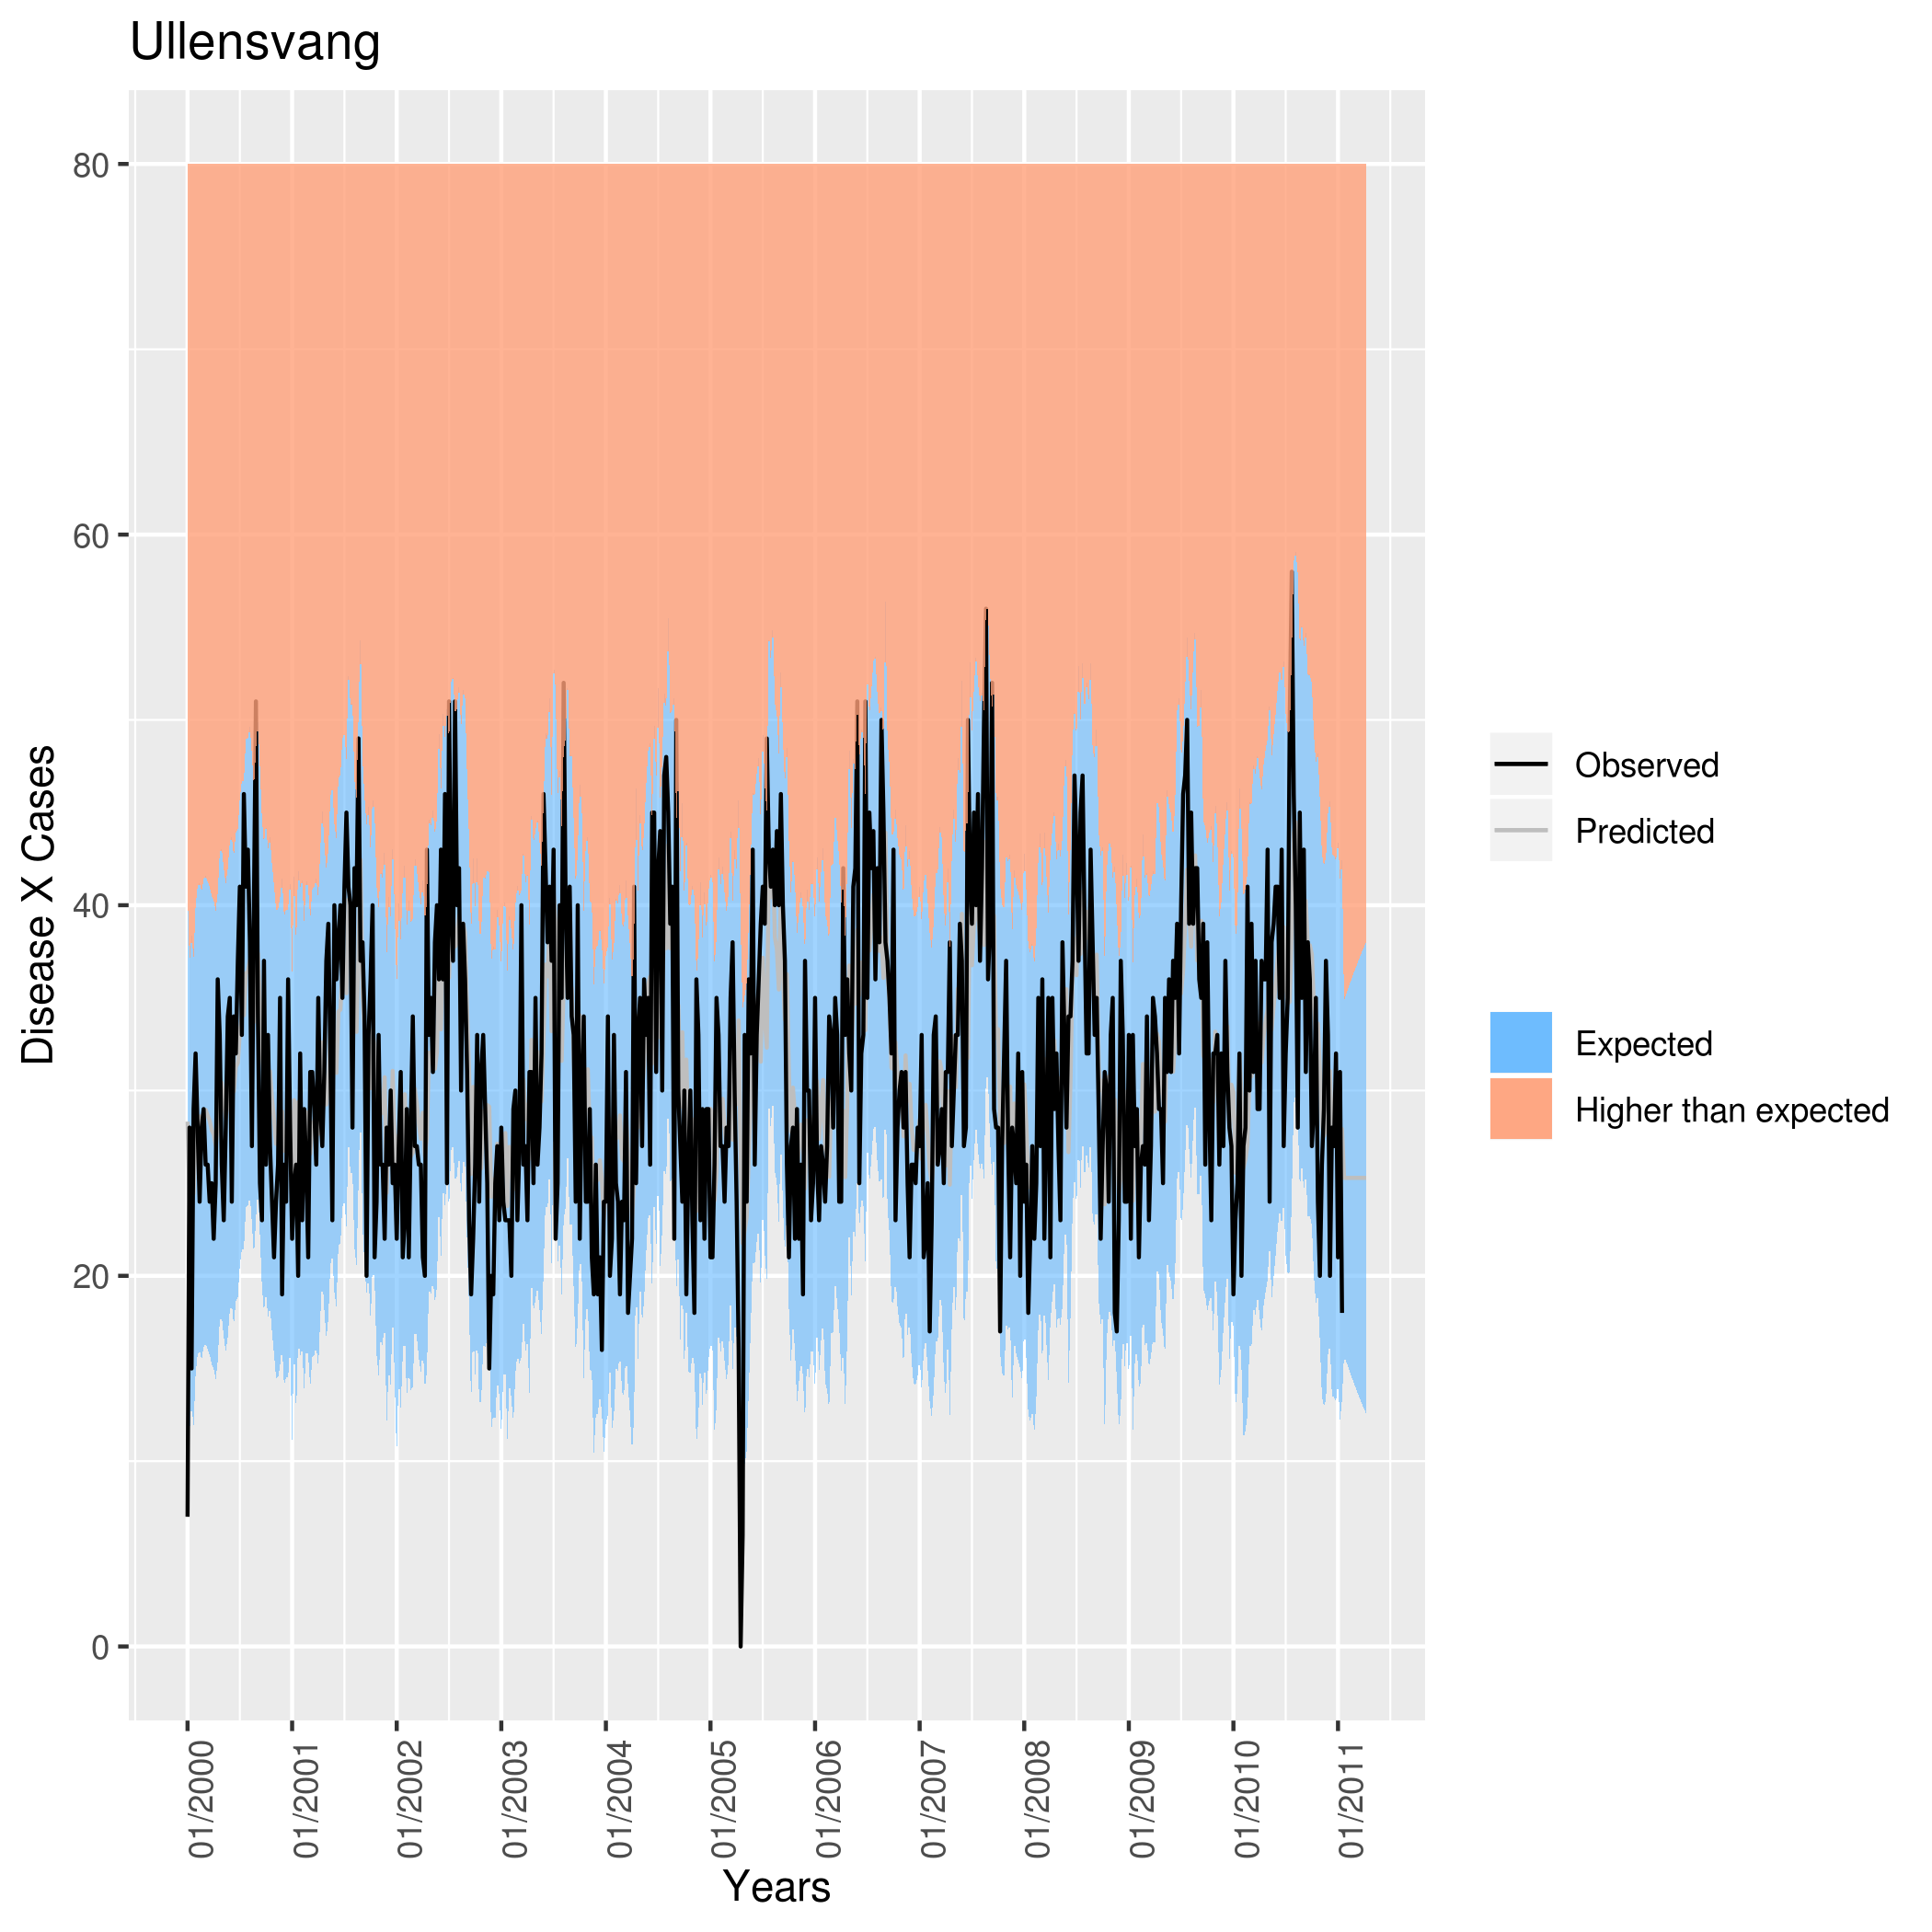 Ullensvang
Disease X Cases
80
60
40
20
0
01/2000
01/2001
01/2002
01/2003
01/2004
01/2005
01/2006
01/2007
01/2008
01/2009
01/2010
01/2011
Years
Observed
Predicted
Expected
Higher than expected